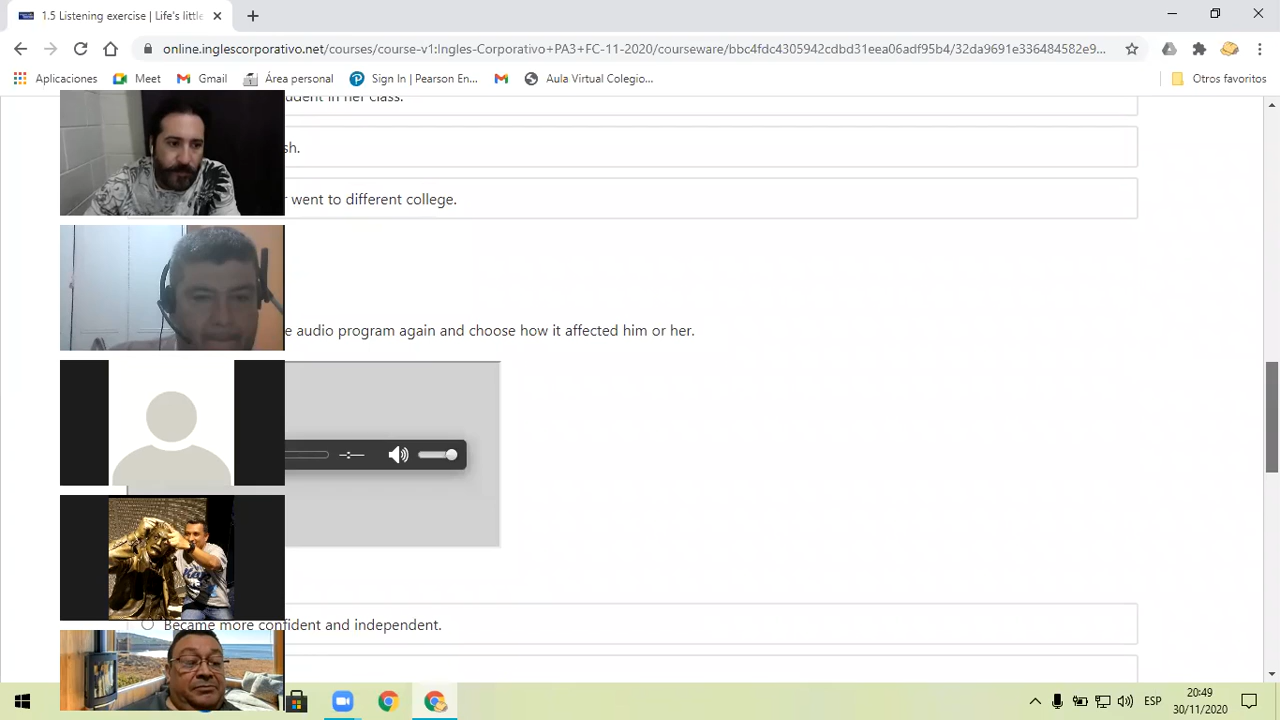 1.5 Listening exercise | Life's little
online.inglescorporativo.net/courses/course-v1:Ingles-Corporativo+PA31-FC-11-2020/courseware/
Aplicaciones Meet Gmail Área personal Sign In | Pearson En... Aula virtual Colegio... Otros favoritos
udent in her class.
sh.
r went to different college.
e audio program again and choose how it affected him or her.
Became more confident and independent.
ESP 20:49
30/11/2020